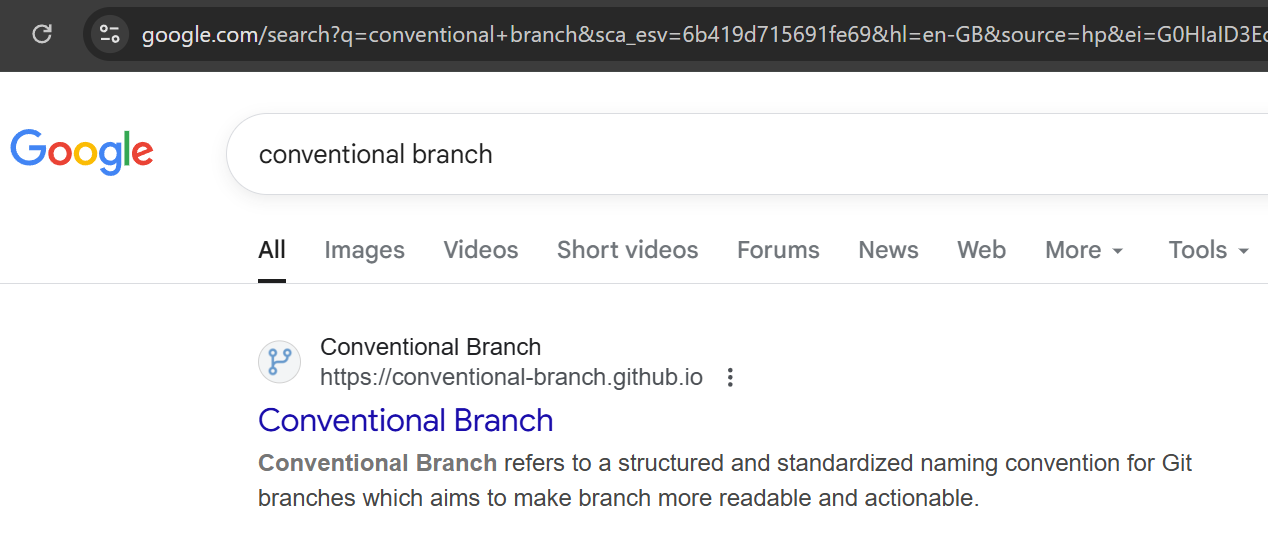 google.com/search?q=conventional+branch&sca_esv=6b419d715691fe69&hl=en-GB&source=hp&ei=G0HIaID3Ec
Google
conventional branch
All Images Videos Short videos Forums News Web More Tools
Conventional Branch
https://conventional-branch.github.io
Conventional Branch
Conventional Branch refers to a structured and standardized naming convention for Git
branches which aims to make branch more readable and actionable.